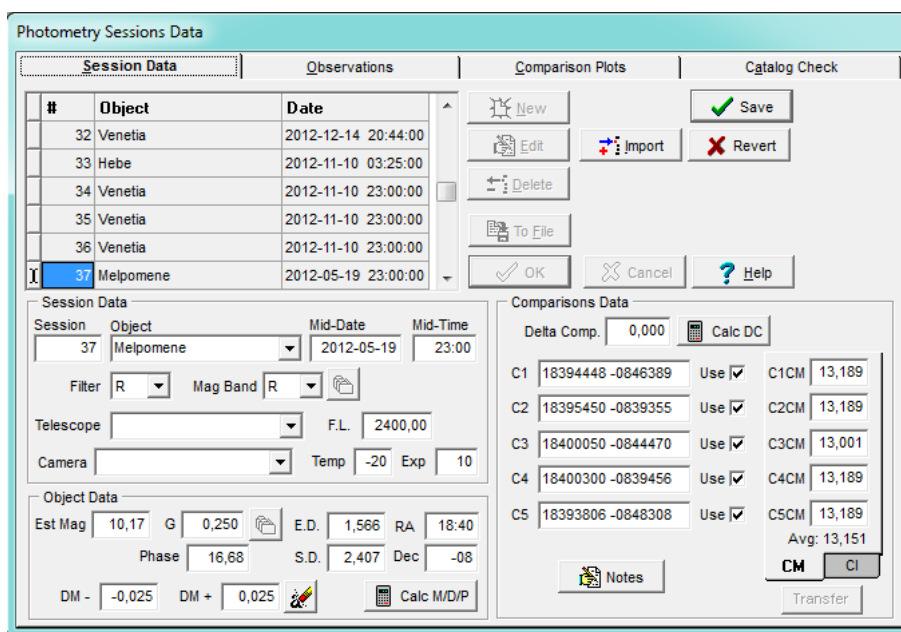 Photometry Sessions Data
Session Data Observations Comparison Plots Catalog Check
# Object Date
32 Venetia 2012-12-14 20:44:00
33 Hebe 2012-11-10 03:25:00
34 Venetia 2012-11-10 23:00:00
35 Venetia 2012-11-10 23:00:00
36 Venetia 2012-11-10 23:00:00
37 Melpomene 2012-05-19 23:00:00
New Save
Edit Import Revert
Delete
To File
OK Cancel Help
Session Data
Session Object Mid-Date Mid-Time
37 Melpomene 2012-05-19 23:00
Filter R Mag Band R
Telescope F.L. 2400,00
Camera Temp -20 Exp 10
Object Data
Est Mag 10,17 G 0,250 E.D. 1,566 RA 18:40
Phase 16,68 S.D. 2,407 Dec -08
DM - -0,025 DM + 0,025 Calc M/D/P
Comparisons Data
Delta Comp. 0,000 Calc DC
C1 18394448 -0846389 Use C1CM 13,189
C2 18395450 -0839355 Use C2CM 13,189
C3 18400050 -0844470 Use C3CM 13,001
C4 18400300 -0839456 Use C4CM 13,189
C5 18393806 -0848308 Use C5CM 13,189
Avg: 13,151
CM CI
Notes
Transfer